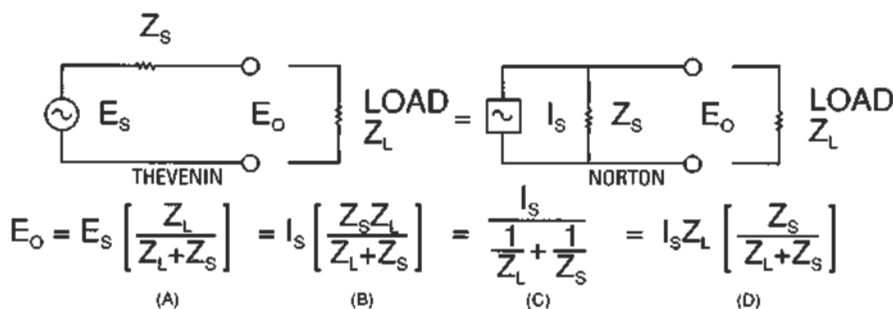 Z_S
E_S E_O LOAD Z_L = I_S Z_S E_O LOAD Z_L
THEVENIN NORTON
E_O = E_S [ Z_L / Z_L+Z_S ] = I_S [ Z_S Z_L / Z_L+Z_S ] = I_S / ( 1/Z_L + 1/Z_S ) = I_S Z_L [ Z_S / Z_L+Z_S ]
(A) (B) (C) (D)